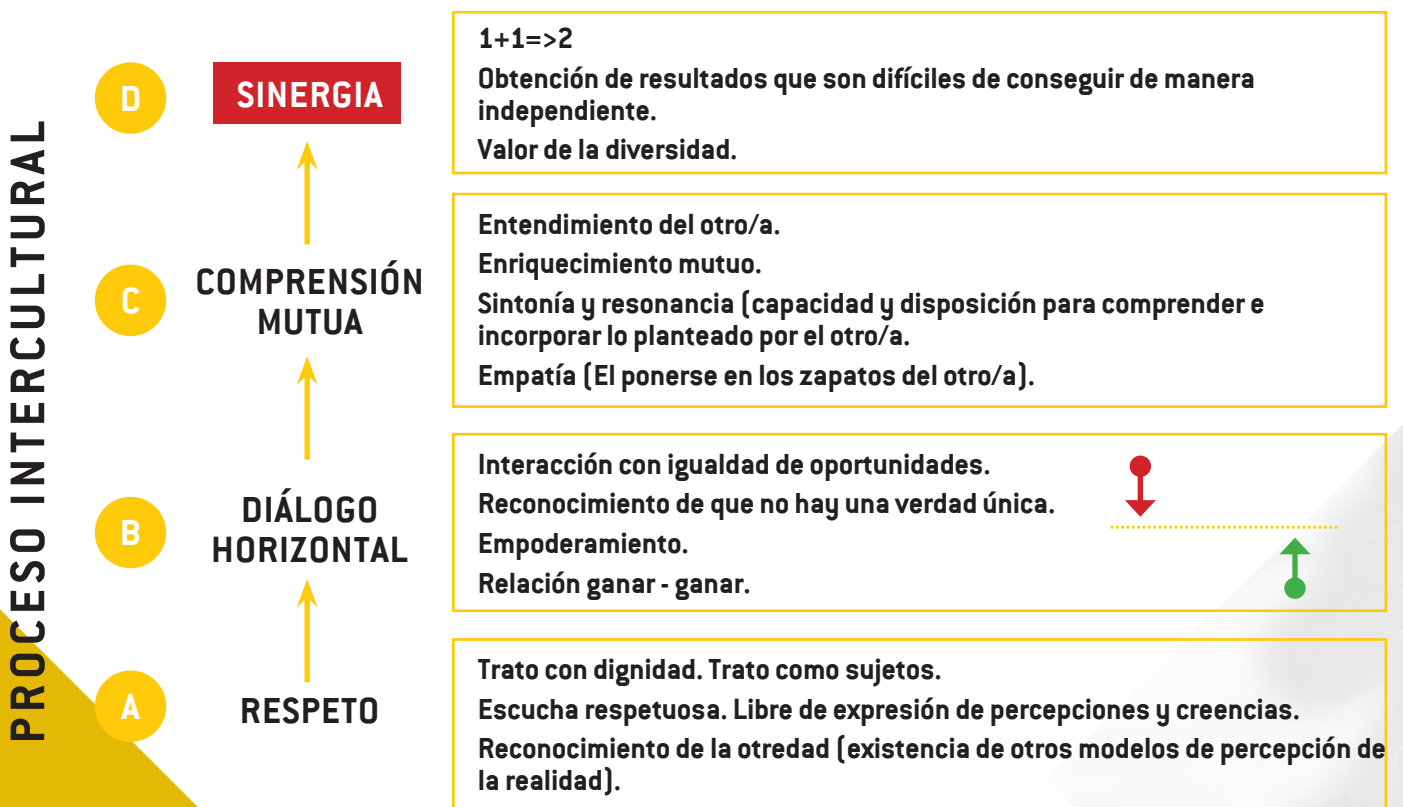 PROCESO INTERCULTURAL
D
SINERGIA
1+1=>2
Obtención de resultados que son difíciles de conseguir de manera
independiente.
Valor de la diversidad.
C
COMPRENSIÓN
MUTUA
Entendimiento del otro/a.
Enriquecimiento mutuo.
Sintonía y resonancia (capacidad y disposición para comprender e
incorporar lo planteado por el otro/a.
Empatía (El ponerse en los zapatos del otro/a).
B
DIÁLOGO
HORIZONTAL
Interacción con igualdad de oportunidades.
Reconocimiento de que no hay una verdad única.
Empoderamiento.
Relación ganar - ganar.
A
RESPETO
Trato con dignidad. Trato como sujetos.
Escucha respetuosa. Libre de expresión de percepciones y creencias.
Reconocimiento de la otredad (existencia de otros modelos de percepción de
la realidad).